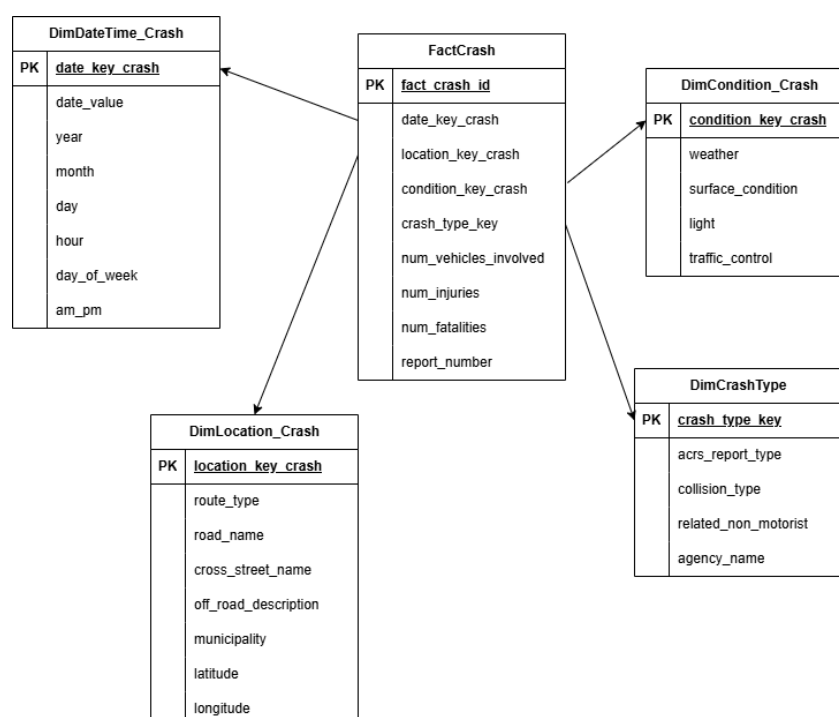 DimDateTime_Crash
PK date_key_crash
date_value
year
month
day
hour
day_of_week
am_pm
FactCrash
PK fact_crash_id
date_key_crash
location_key_crash
condition_key_crash
crash_type_key
num_vehicles_involved
num_injuries
num_fatalities
report_number
DimCondition_Crash
PK condition_key_crash
weather
surface_condition
light
traffic_control
DimLocation_Crash
PK location_key_crash
route_type
road_name
cross_street_name
off_road_description
municipality
latitude
longitude
DimCrashType
PK crash_type_key
acrs_report_type
collision_type
related_non_motorist
agency_name